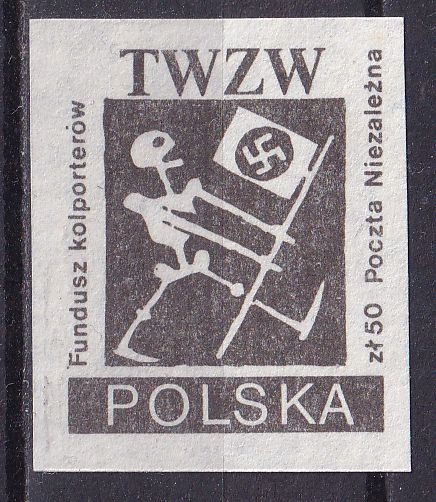 TWZW
Fundusz kolporterów
zł 50 Poczta Niezależna
POLSKA